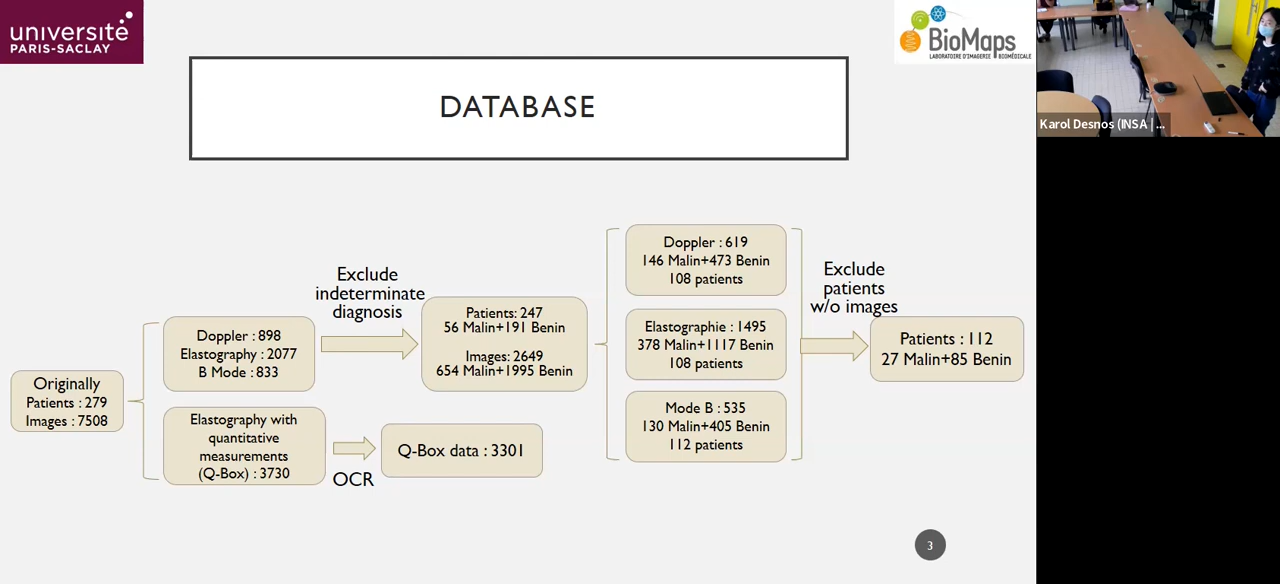 université
PARIS-SACLAY
BioMaps
LABORATOIRE D'IMAGERIE BIOMÉDICALE
Karol Desnos (INSA | ...
DATABASE
Originally
Patients : 279
Images : 7508
Doppler : 898
Elastography : 2077
B Mode : 833
Elastography with
quantitative
measurements
(Q-Box) : 3730
Exclude
indeterminate
diagnosis
OCR
Patients: 247
56 Malin+191 Benin
Images: 2649
654 Malin+1995 Benin
Q-Box data : 3301
Doppler : 619
146 Malin+473 Benin
108 patients
Elastographie : 1495
378 Malin+1117 Benin
108 patients
Mode B : 535
130 Malin+405 Benin
112 patients
Exclude
patients
w/o images
Patients : 112
27 Malin+85 Benin
3